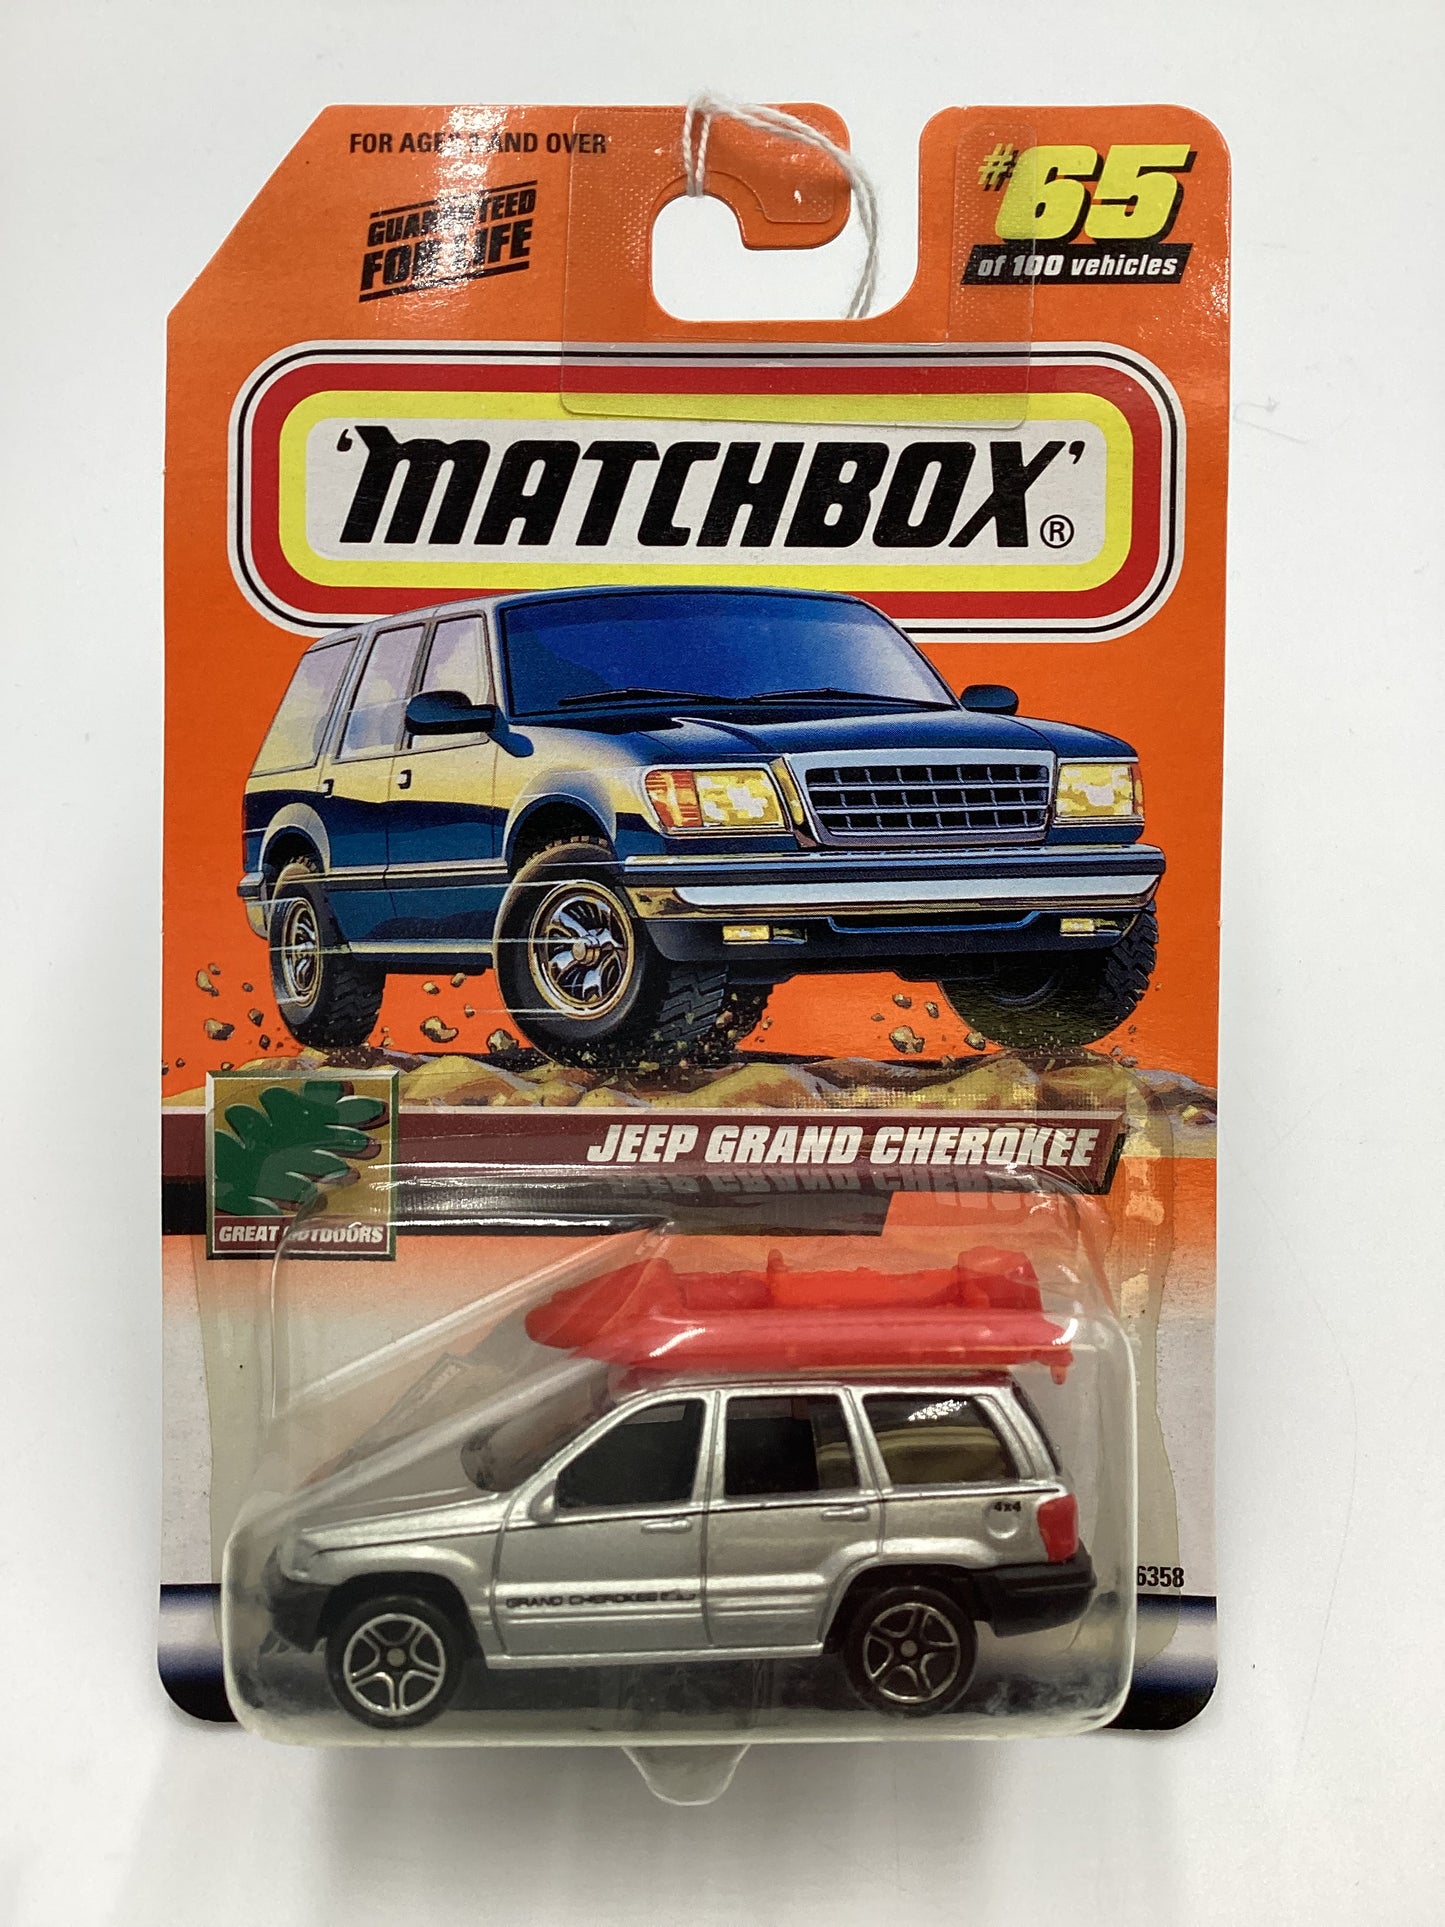 FOR AGES 3 AND OVER
GUARANTEED
FOR LIFE
#65
of 100 vehicles
'MATCHBOX'®
JEEP GRAND CHEROKEE
GREAT OUTDOORS
4x4
GRAND CHEROKEE
6358